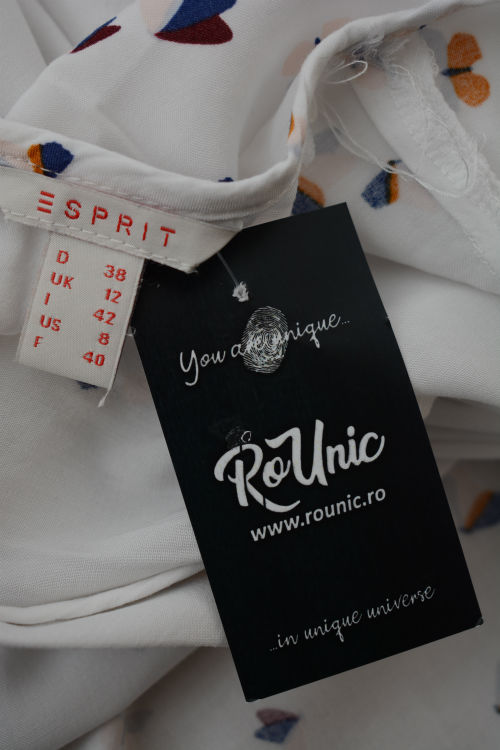 ESPRIT
D 38
UK 12
I 42
US 8
F 40
You are unique...
RoUnic
www.rounic.ro
...in unique universe